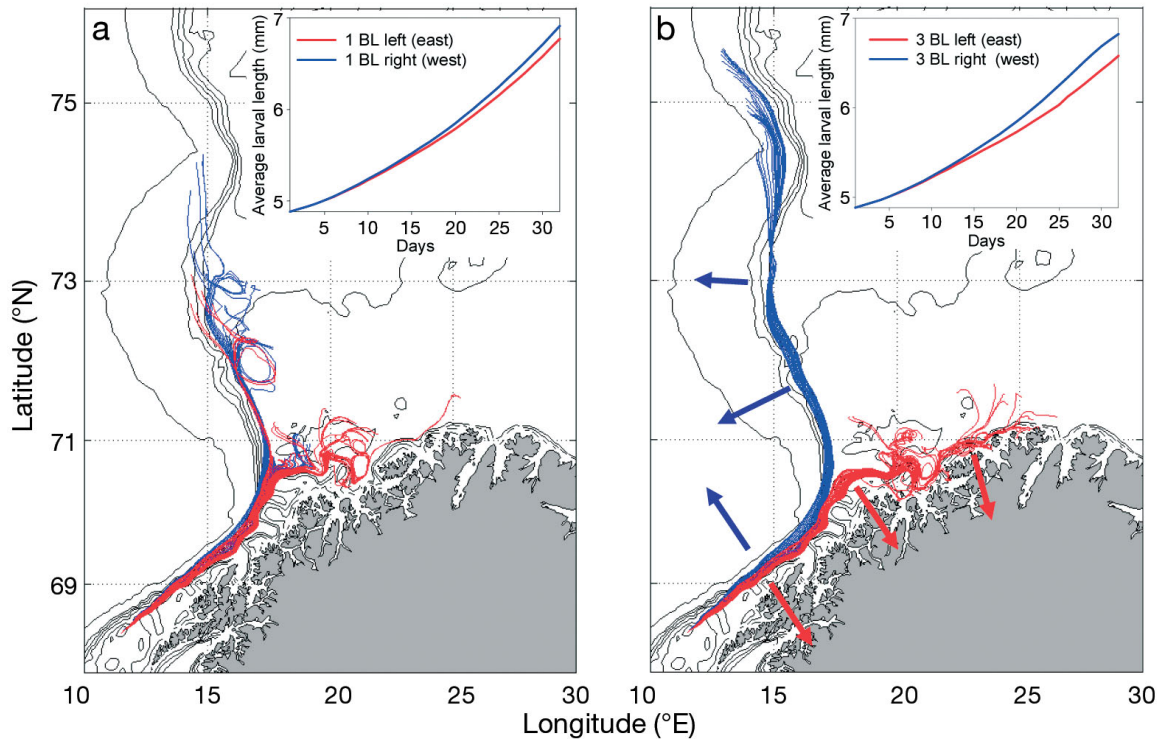 a
7
6
5
Average larval length (mm)
1 BL left (east)
1 BL right (west)
5 10 15 20 25 30
Days
b
7
6
5
Average larval length (mm)
3 BL left (east)
3 BL right (west)
5 10 15 20 25 30
Days
75
73
71
69
Latitude (°N)
10 15 20 25 30
10 15 20 25 30
Longitude (°E)